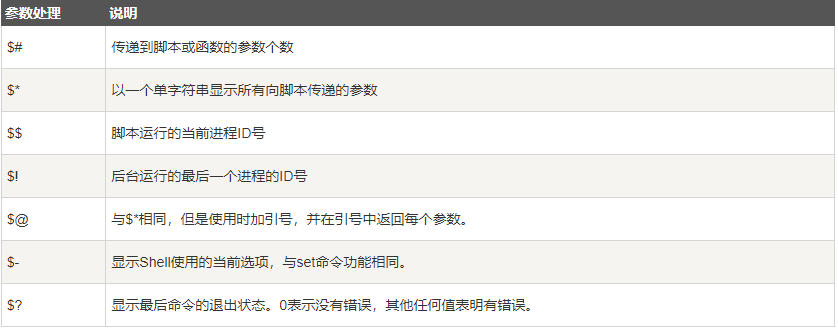 参数处理 说明
$# 传递到脚本或函数的参数个数
$* 以一个单字符串显示所有向脚本传递的参数
$$ 脚本运行的当前进程ID号
$! 后台运行的最后一个进程的ID号
$@ 与$*相同，但是使用时加引号，并在引号中返回每个参数。
$- 显示Shell使用的当前选项，与set命令功能相同。
$? 显示最后命令的退出状态。0表示没有错误，其他任何值表明有错误。